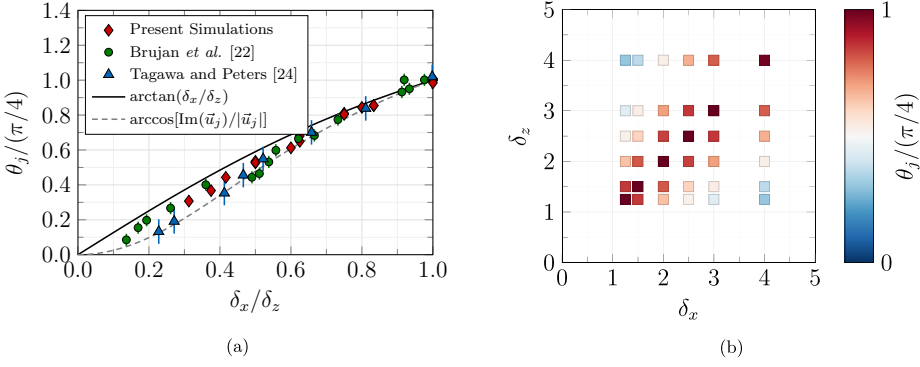 1.4
1.2
1.0
0.8
0.6
0.4
0.2
0.0
θj/(π/4)
Present Simulations
Brujan et al. [22]
Tagawa and Peters [24]
arctan(δx/δz)
arccos[Im(u⃗j)/|u⃗j|]
0.0 0.2 0.4 0.6 0.8 1.0
δx/δz
(a)
5
4
3
2
1
0
δz
0 1 2 3 4 5
δx
(b)
1
0
θj/(π/4)